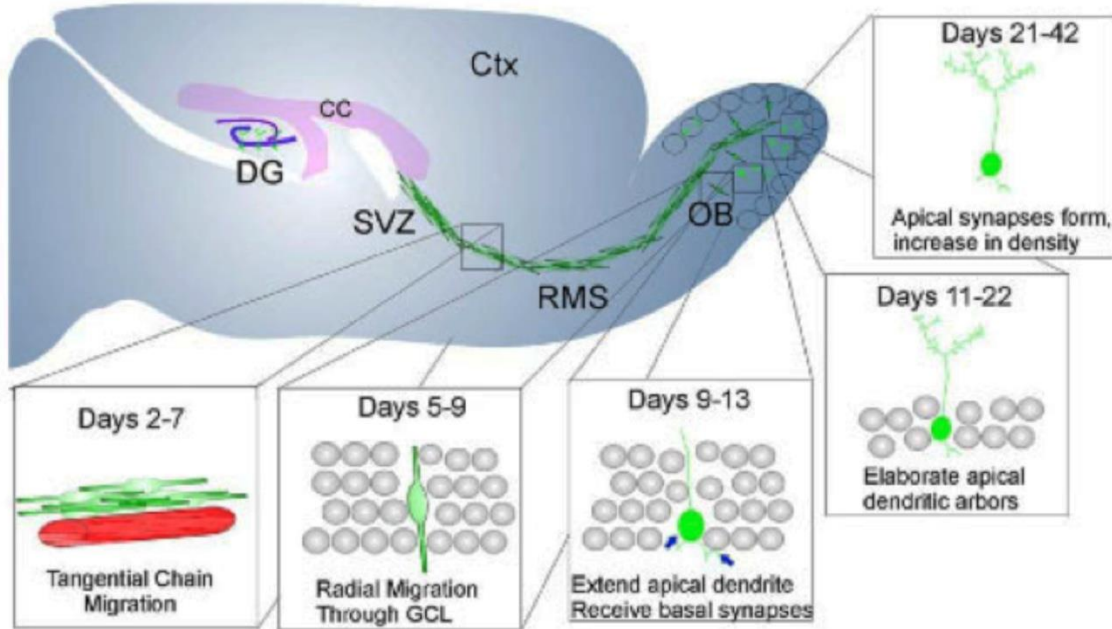 Ctx
CC
DG
SVZ
OB
RMS
Days 21-42
Apical synapses form,
increase in density
Days 11-22
Elaborate apical
dendritic arbors
Days 2-7
Tangential Chain
Migration
Days 5-9
Radial Migration
Through GCL
Days 9-13
Extend apical dendrite
Receive basal synapses